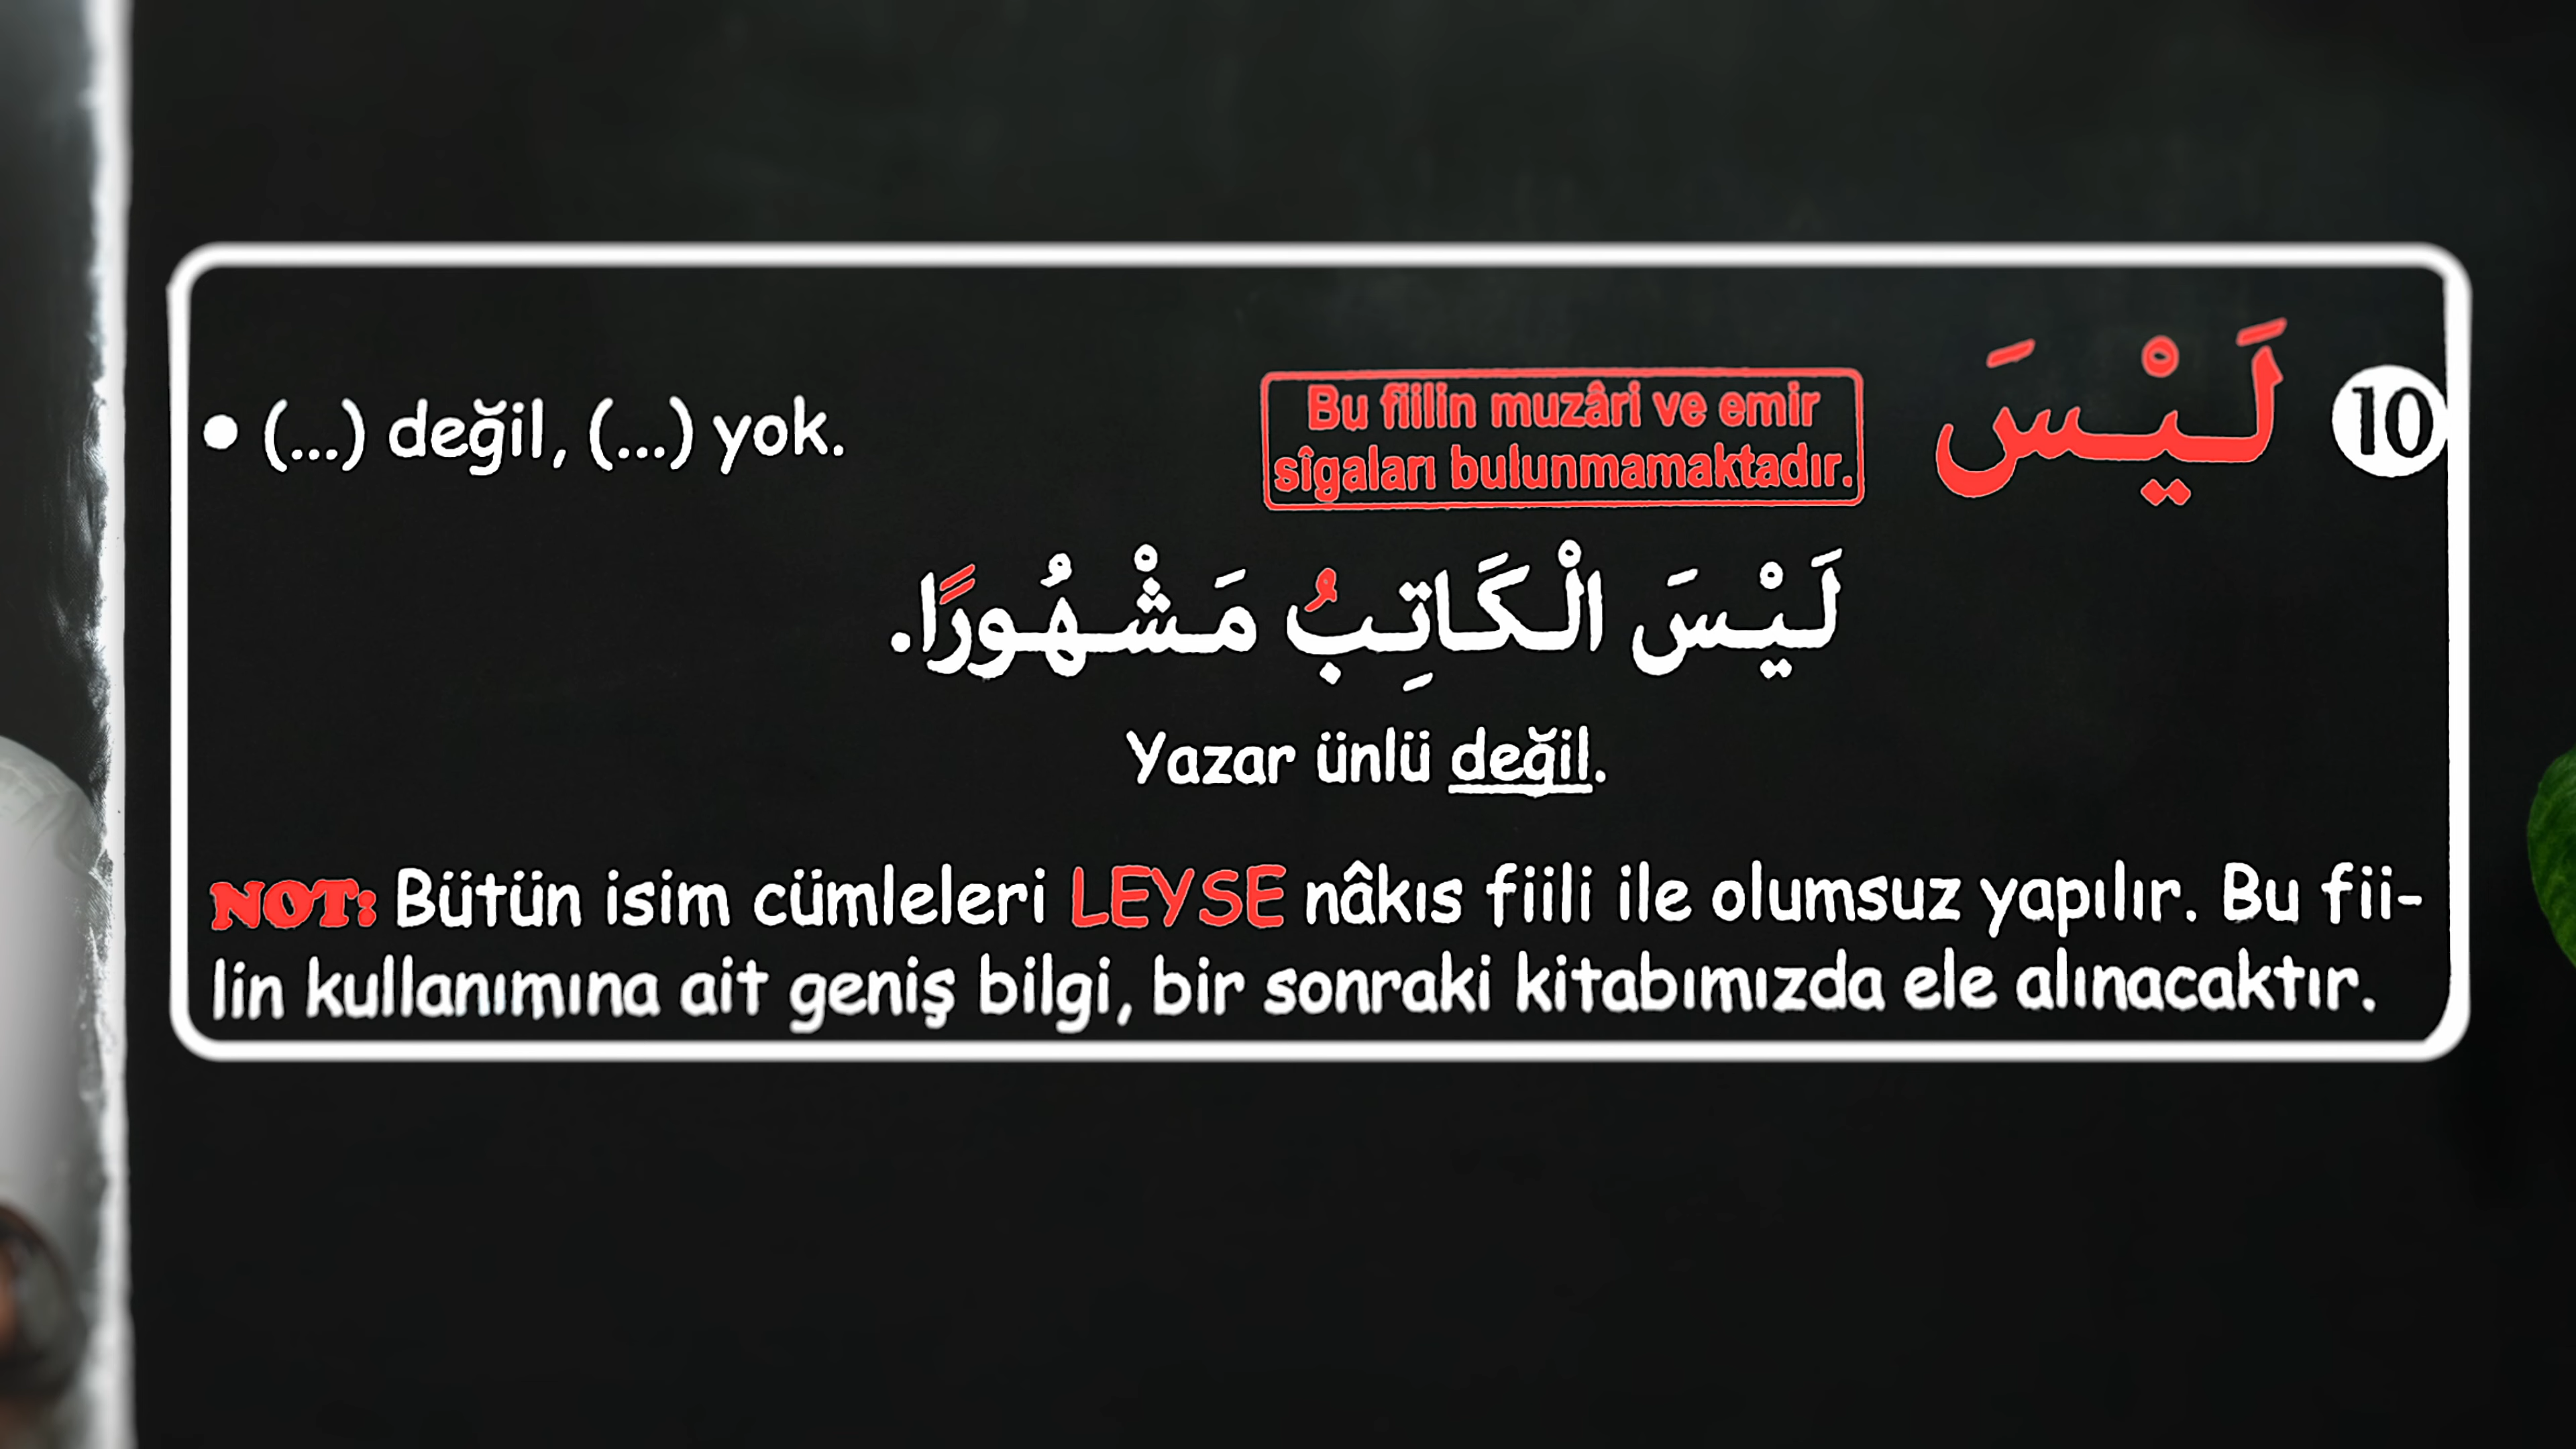 10 لَيْسَ
Bu fiilin muzâri ve emir
sîgaları bulunmamaktadır.
● (...) değil, (...) yok.
لَيْسَ الْكَاتِبُ مَشْهُورًا.
Yazar ünlü değil.
NOT: Bütün isim cümleleri LEYSE nâkıs fiili ile olumsuz yapılır. Bu fii-
lin kullanımına ait geniş bilgi, bir sonraki kitabımızda ele alınacaktır.